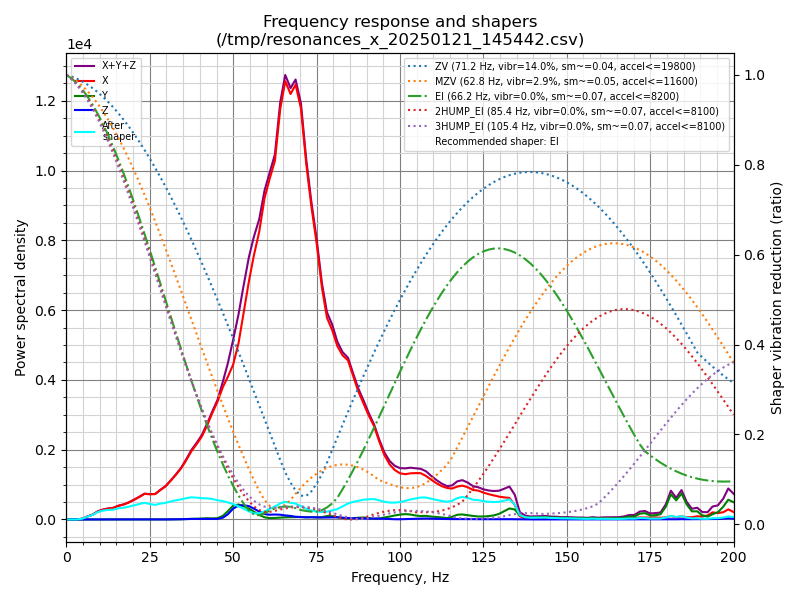 Frequency response and shapers
(/tmp/resonances_x_20250121_145442.csv)
1e4
X+Y+Z
X
Y
Z
After
shaper
ZV (71.2 Hz, vibr=14.0%, sm~=0.04, accel<=19800)
MZV (62.8 Hz, vibr=2.9%, sm~=0.05, accel<=11600)
EI (66.2 Hz, vibr=0.0%, sm~=0.07, accel<=8200)
2HUMP_EI (85.4 Hz, vibr=0.0%, sm~=0.07, accel<=8100)
3HUMP_EI (105.4 Hz, vibr=0.0%, sm~=0.07, accel<=8100)
Recommended shaper: EI
Power spectral density
1.2
1.0
0.8
0.6
0.4
0.2
0.0
1.0
0.8
0.6
0.4
0.2
0.0
Shaper vibration reduction (ratio)
0 25 50 75 100 125 150 175 200
Frequency, Hz